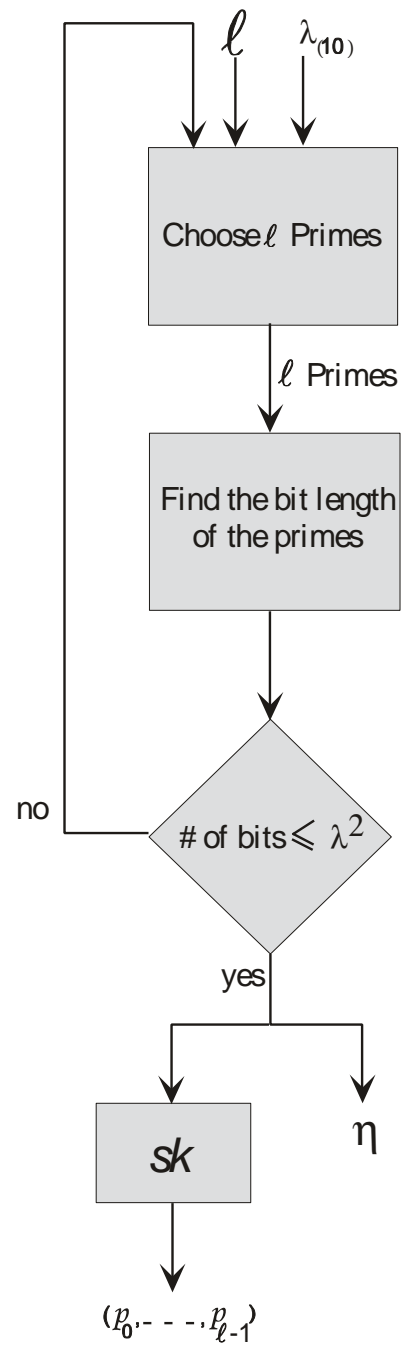 ℓ λ(10)
Choose ℓ Primes
ℓ Primes
Find the bit length
of the primes
no
# of bits ⩽ λ²
yes
sk
η
(p₀,- - -,pℓ-1)